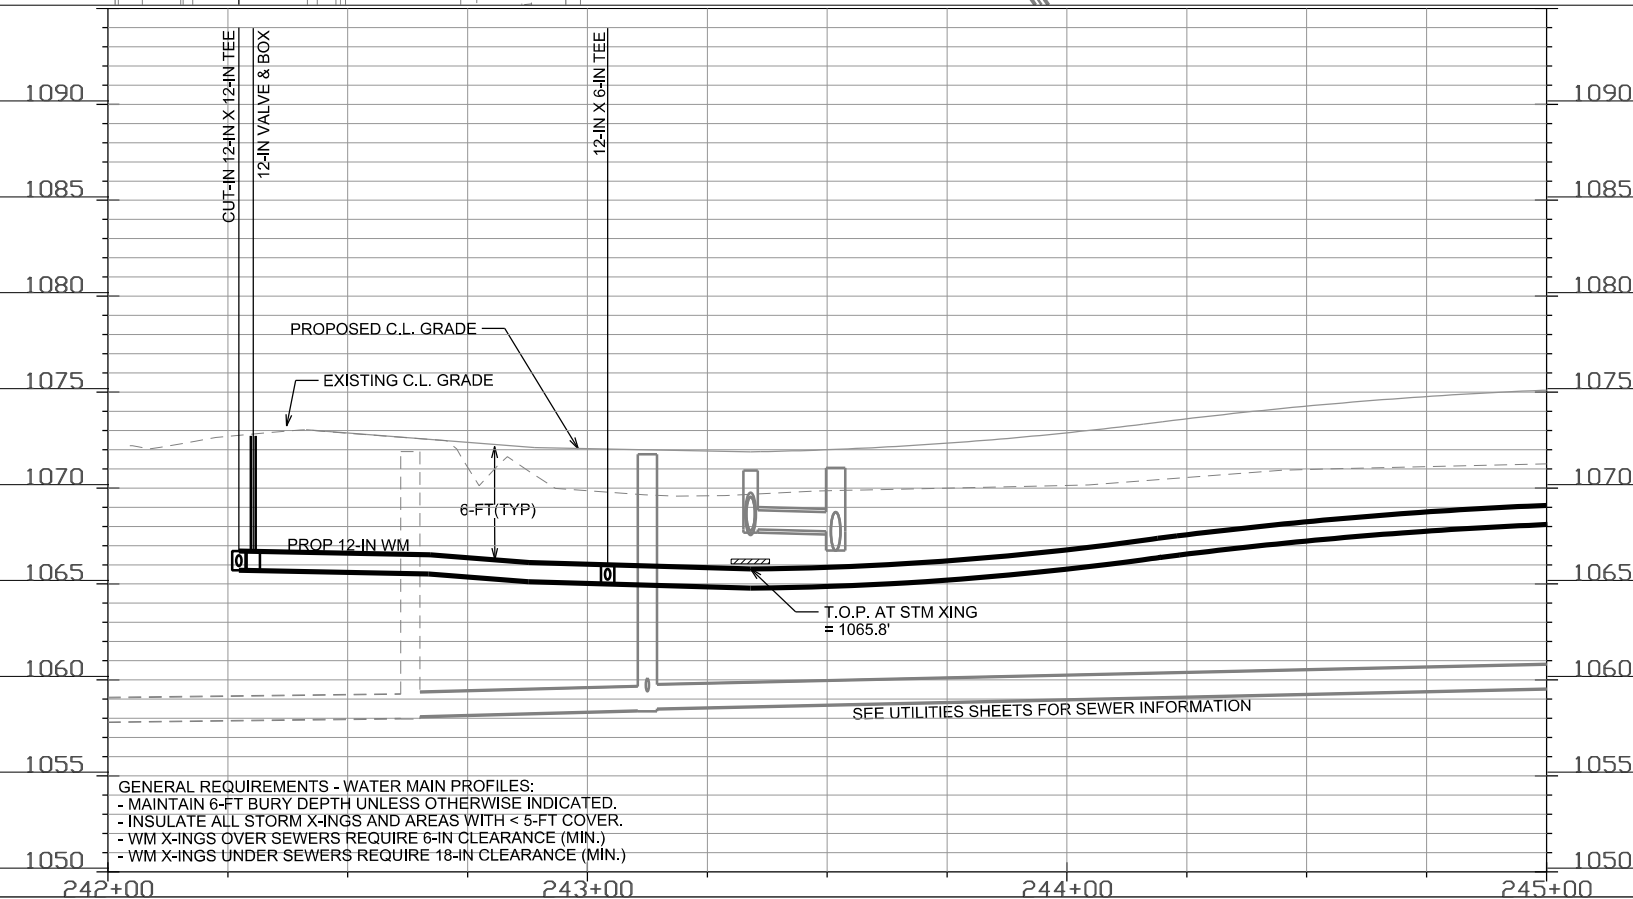 CUT-IN 12-IN X 12-IN TEE
12-IN VALVE & BOX
12-IN X 6-IN TEE
1090
1090
1085
1085
1080
1080
PROPOSED C.L. GRADE
EXISTING C.L. GRADE
1075
1075
1070
1070
6-FT(TYP)
PROP 12-IN WM
1065
1065
T.O.P. AT STM XING
= 1065.8'
1060
1060
SEE UTILITIES SHEETS FOR SEWER INFORMATION
1055
1055
GENERAL REQUIREMENTS - WATER MAIN PROFILES:
- MAINTAIN 6-FT BURY DEPTH UNLESS OTHERWISE INDICATED.
- INSULATE ALL STORM X-INGS AND AREAS WITH < 5-FT COVER.
- WM X-INGS OVER SEWERS REQUIRE 6-IN CLEARANCE (MIN.)
- WM X-INGS UNDER SEWERS REQUIRE 18-IN CLEARANCE (MIN.)
1050
1050
242+00
243+00
244+00
245+00